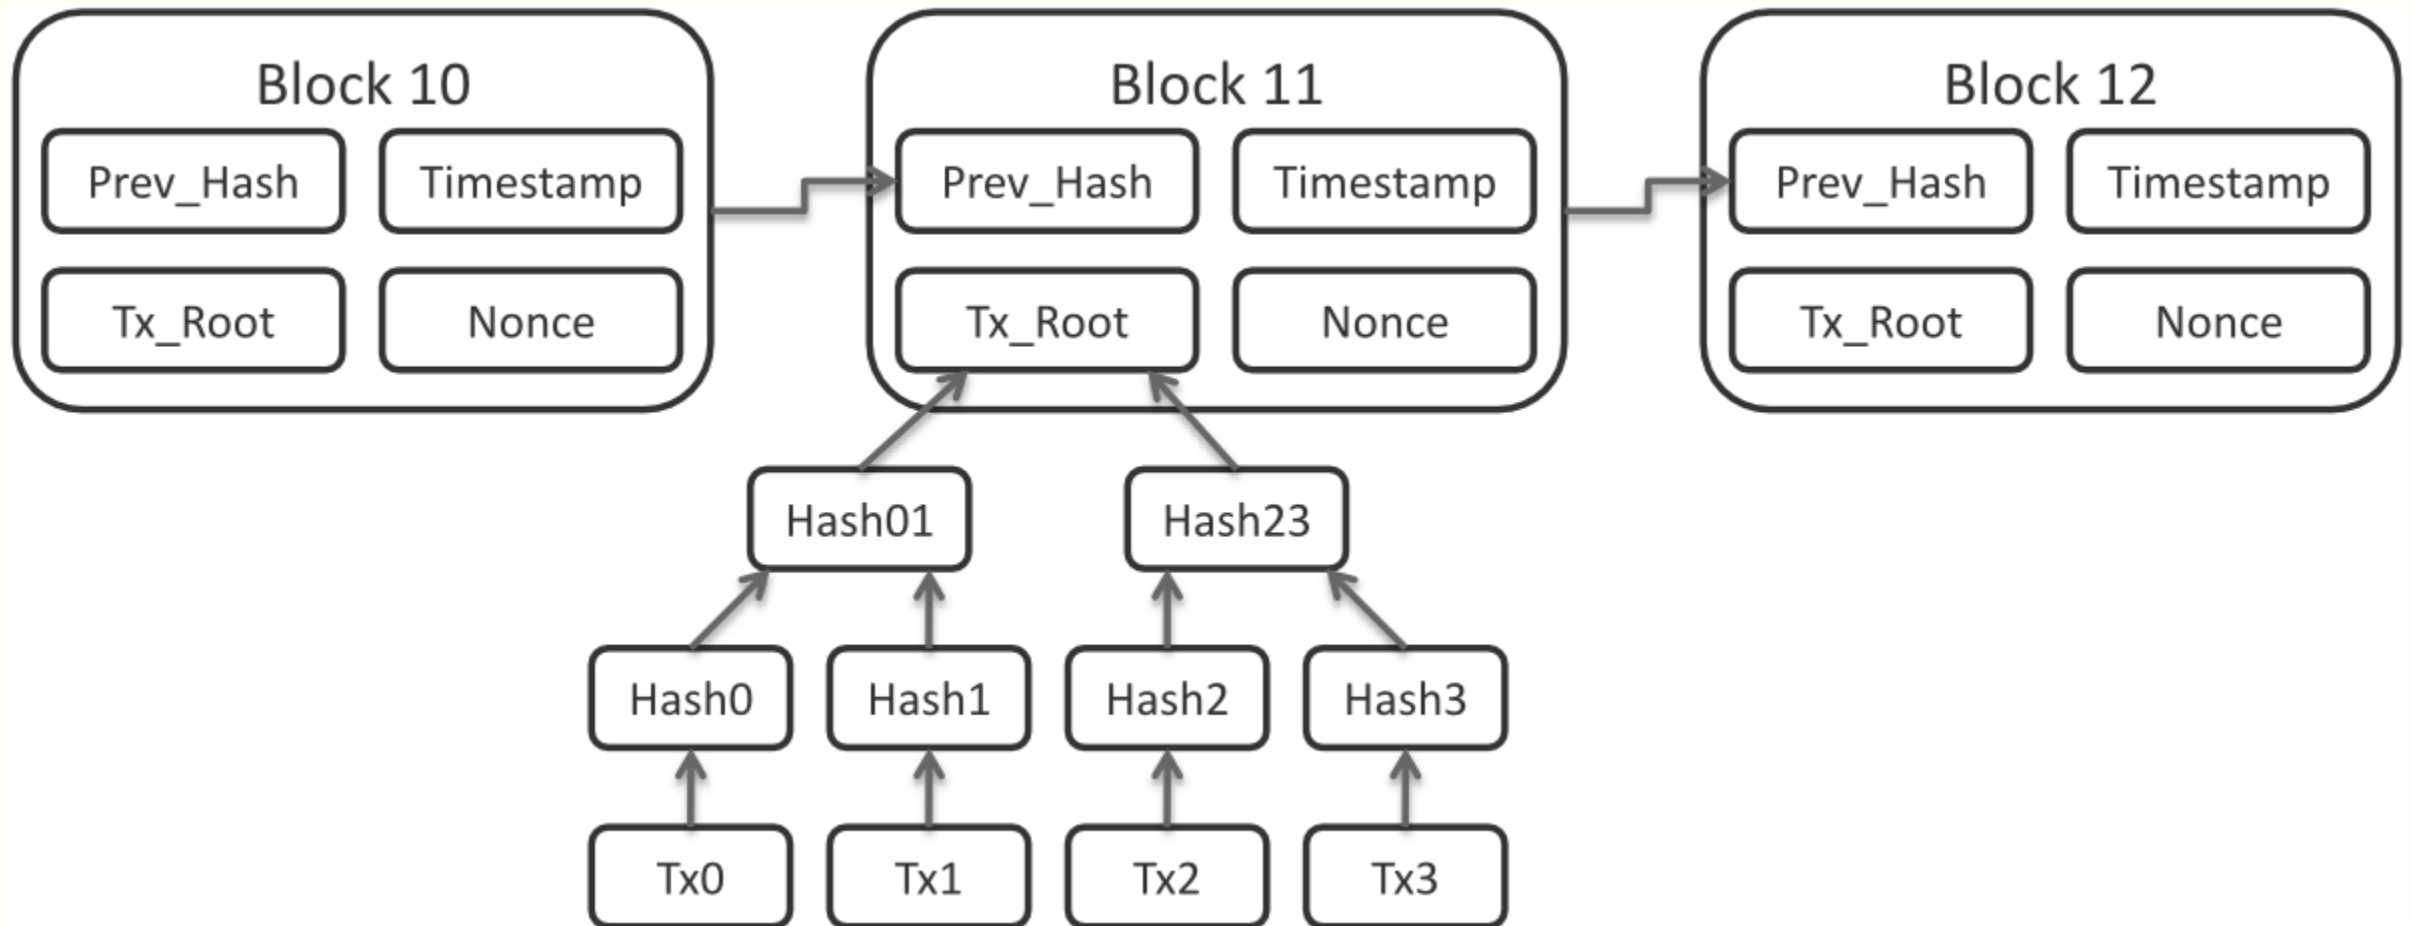 Block 10
Block 11
Block 12
Prev_Hash
Timestamp
Prev_Hash
Timestamp
Prev_Hash
Timestamp
Tx_Root
Nonce
Tx_Root
Nonce
Tx_Root
Nonce
Hash01
Hash23
Hash0
Hash1
Hash2
Hash3
Tx0
Tx1
Tx2
Tx3